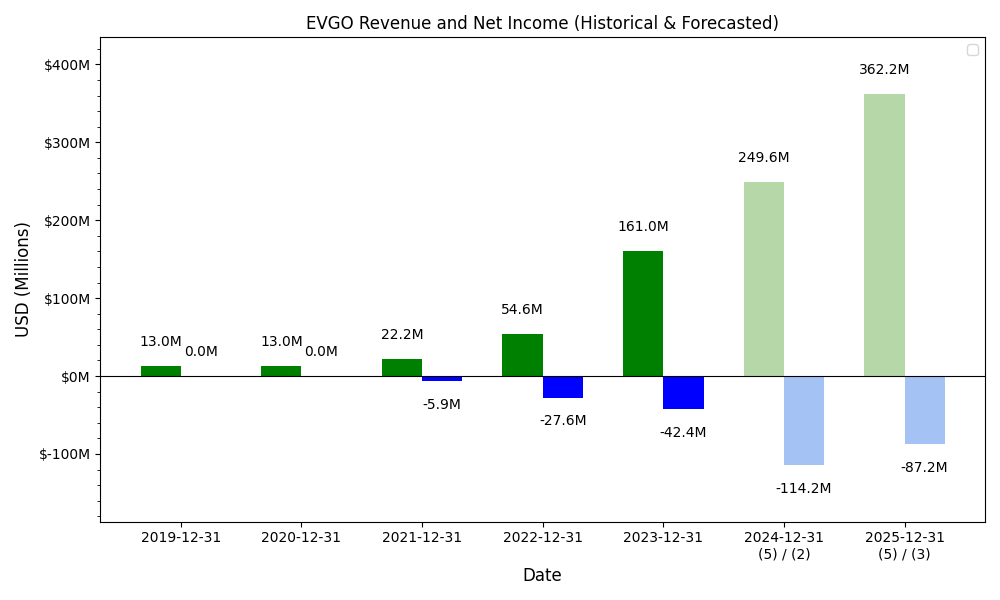 EVGO Revenue and Net Income (Historical & Forecasted)
USD (Millions)
$400M
$300M
$200M
$100M
$0M
$-100M
13.0M
0.0M
13.0M
0.0M
22.2M
-5.9M
54.6M
-27.6M
161.0M
-42.4M
249.6M
-114.2M
362.2M
-87.2M
2019-12-31
2020-12-31
2021-12-31
2022-12-31
2023-12-31
2024-12-31
(5) / (2)
2025-12-31
(5) / (3)
Date